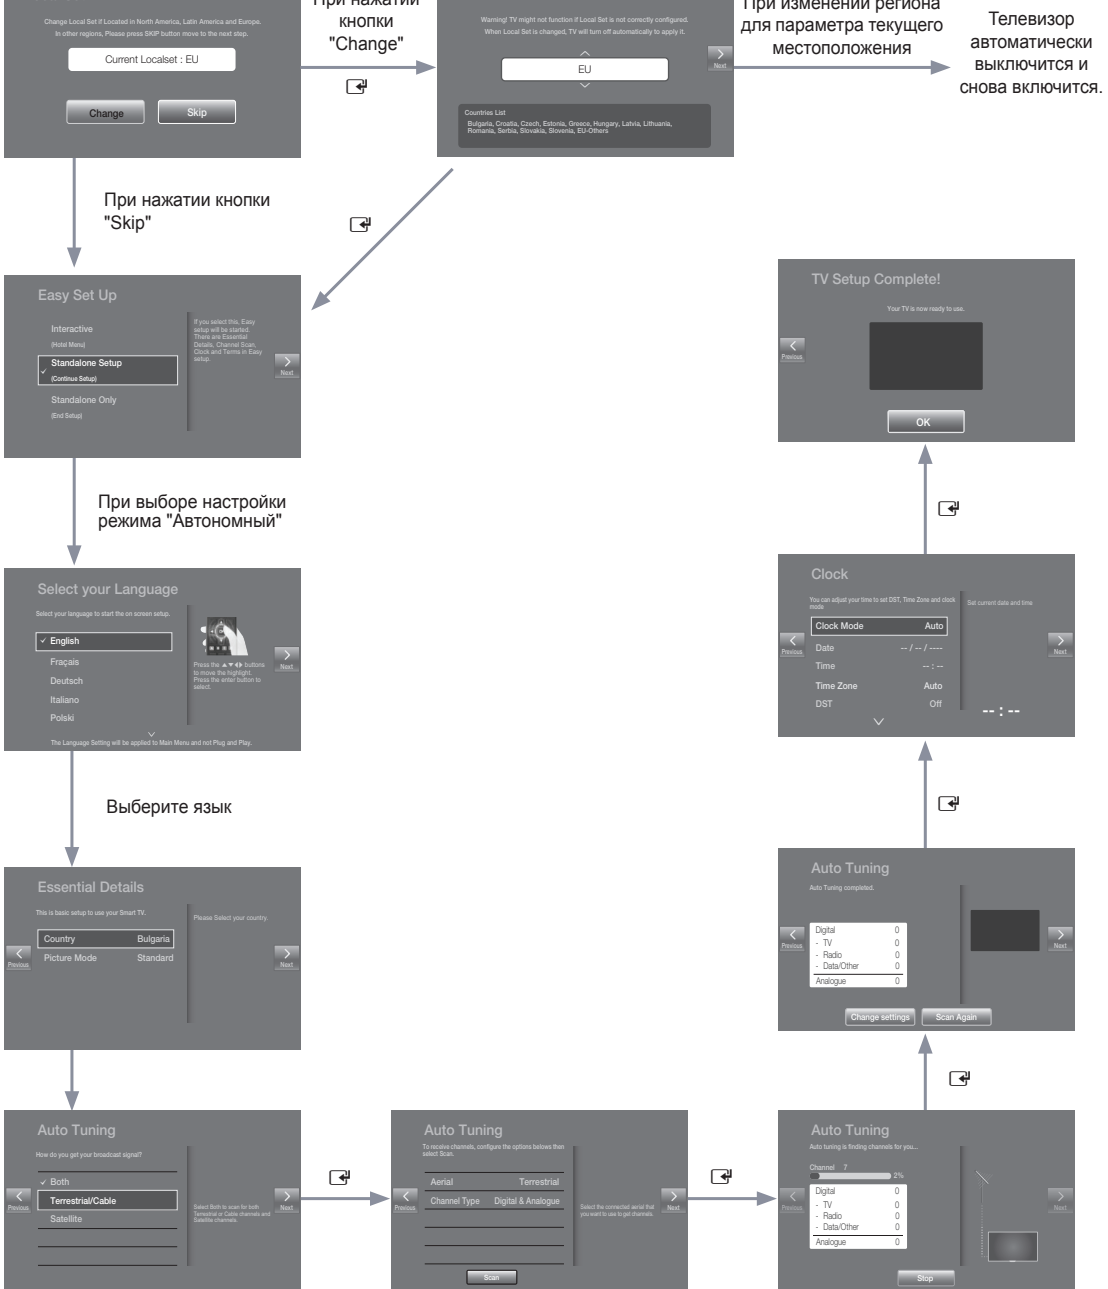 Change Local Set if Located in North America, Latin America and Europe.
In other regions, Please press SKIP button move to the next step.
Current Localset : EU
Change
Skip
кнопки
"Change"
Warning! TV might not function if Local Set is not correctly configured.
When Local Set is changed, TV will turn off automatically to apply it.
EU
Next
Countries List
Bulgaria, Croatia, Czech, Estonia, Greece, Hungary, Latvia, Lithuania,
Romania, Serbia, Slovakia, Slovenia, EU-Others
При изменении региона
для параметра текущего
местоположения
Телевизор
автоматически
выключится и
снова включится.
При нажатии кнопки
"Skip"
Easy Set Up
Interactive
(Hotel Menu)
Standalone Setup
(Continue Setup)
Standalone Only
(End Setup)
If you select this, Easy
setup will be started.
There are Essential
Details, Channel Scan,
Clock and Terms in Easy
setup.
Next
TV Setup Complete!
Your TV is now ready to use.
Previous
OK
При выборе настройки
режима "Автономный"
Select your Language
Select your language to start the on screen setup.
English
Fraçais
Deutsch
Italiano
Polski
Press the ▲▼◀▶ buttons
to move the highlight.
Press the enter button to
select.
Next
The Language Setting will be applied to Main Menu and not Plug and Play.
Clock
You can adjust your time to set DST, Time Zone and clock
mode
Set current date and time
Clock Mode Auto
Date -- / -- / ----
Time -- : --
Time Zone Auto
DST Off
-- : --
Previous
Next
Выберите язык
Essential Details
This is basic setup to use your Smart TV.
Please Select your country.
Country Bulgaria
Picture Mode Standard
Previous
Next
Auto Tuning
Auto Tuning completed.
Digital 0
- TV 0
- Radio 0
- Data/Other 0
Analogue 0
Previous
Next
Change settings
Scan Again
Auto Tuning
How do you get your broadcast signal?
Both
Terrestrial/Cable
Satellite
Select Both to scan for both
Terrestrial or Cable channels and
Satellite channels.
Previous
Next
Auto Tuning
To receive channels, configure the options belows then
select Scan.
Aerial Terrestrial
Channel Type Digital & Analogue
Select the connected aerial that
you want to use to get channels.
Previous
Next
Scan
Auto Tuning
Auto tuning is finding channels for you...
Channel 7
2%
Digital 0
- TV 0
- Radio 0
- Data/Other 0
Analogue 0
Previous
Next
Stop